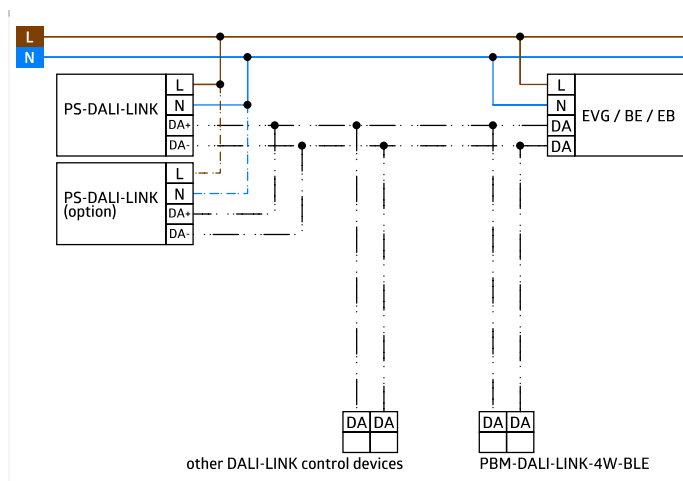 L
N
PS-DALI-LINK
L
N
DA+
DA-
EVG / BE / EB
L
N
DA
DA
PS-DALI-LINK
(option)
L
N
DA+
DA-
DA DA
DA DA
other DALI-LINK control devices
PBM-DALI-LINK-4W-BLE